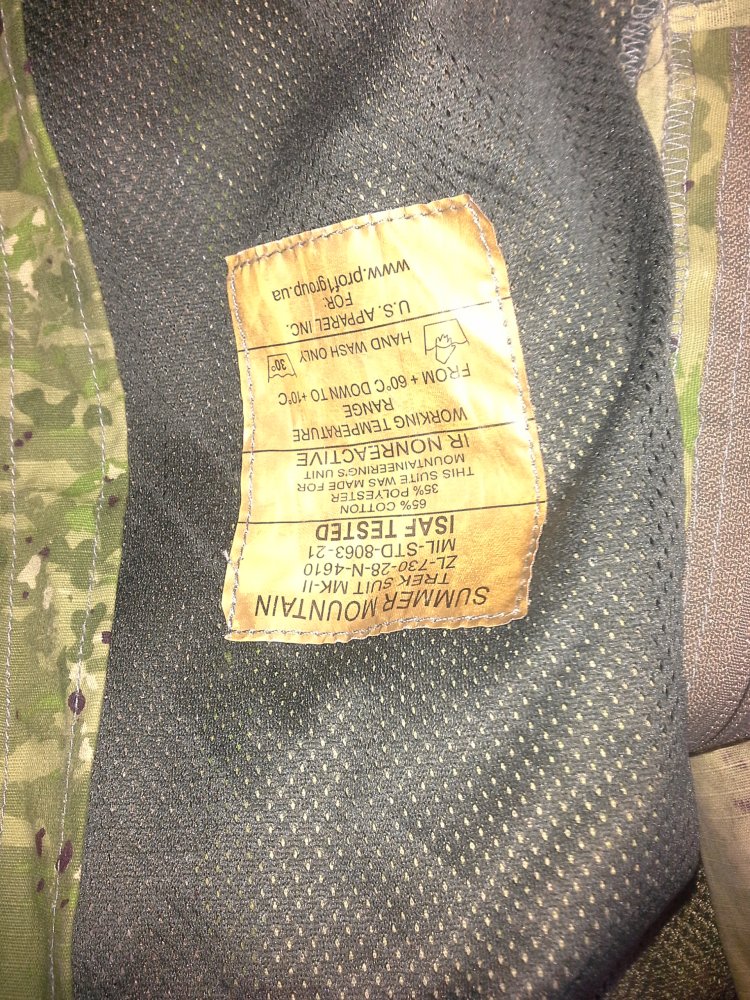 SUMMER MOUNTAIN
TREK SUIT MK-II
ZL-730-28-N-4610
MIL-STD-8063-21
ISAF TESTED
65% COTTON
35% POLYESTER
THIS SUITE WAS MADE FOR
MOUNTAINEERING'S UNIT
IR NONREACTIVE
WORKING TEMPERATURE
RANGE
FROM + 60°C DOWN TO +10°C
HAND WASH ONLY 30°
U.S. APPAREL INC.
FOR:
www.prof1group.ua